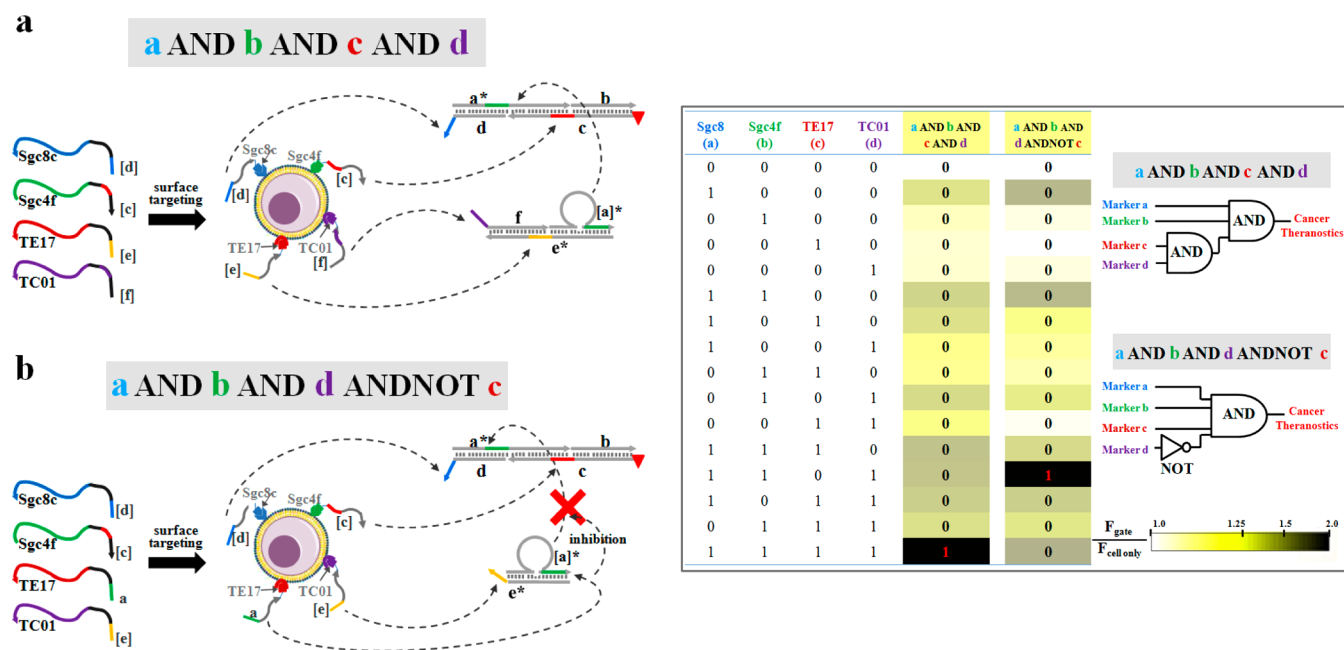 a
a AND b AND c AND d
Sgc8c
[d]
Sgc4f
[c]
TE17
[e]
TC01
[f]
surface
targeting
Sgc8c
Sgc4f
[d]
[c]
TE17
TC01
[e]
[f]
a*
b
d
c
f
[a]*
e*
b
a AND b AND d ANDNOT c
Sgc8c
[d]
Sgc4f
[c]
TE17
a
TC01
[e]
surface
targeting
Sgc8c
Sgc4f
[d]
[c]
TE17
TC01
a
[e]
a*
b
d
c
inhibition
[a]*
e*
Sgc8 Sgc4f TE17 TC01 a AND b AND a AND b AND
(a) (b) (c) (d) c AND d d ANDNOT c
0 0 0 0 0 0
1 0 0 0 0 0
0 1 0 0 0 0
0 0 1 0 0 0
0 0 0 1 0 0
1 1 0 0 0 0
1 0 1 0 0 0
1 0 0 1 0 0
0 1 1 0 0 0
0 1 0 1 0 0
0 0 1 1 0 0
1 1 1 0 0 0
1 1 0 1 0 1
1 0 1 1 0 0
0 1 1 1 0 0
1 1 1 1 1 0
a AND b AND c AND d
Marker a
Marker b
Marker c
Marker d
AND
AND
Cancer
Theranostics
a AND b AND d ANDNOT c
Marker a
Marker b
Marker c
Marker d
AND
NOT
Cancer
Theranostics
F gate
F cell only
1.0 1.25 1.5 2.0